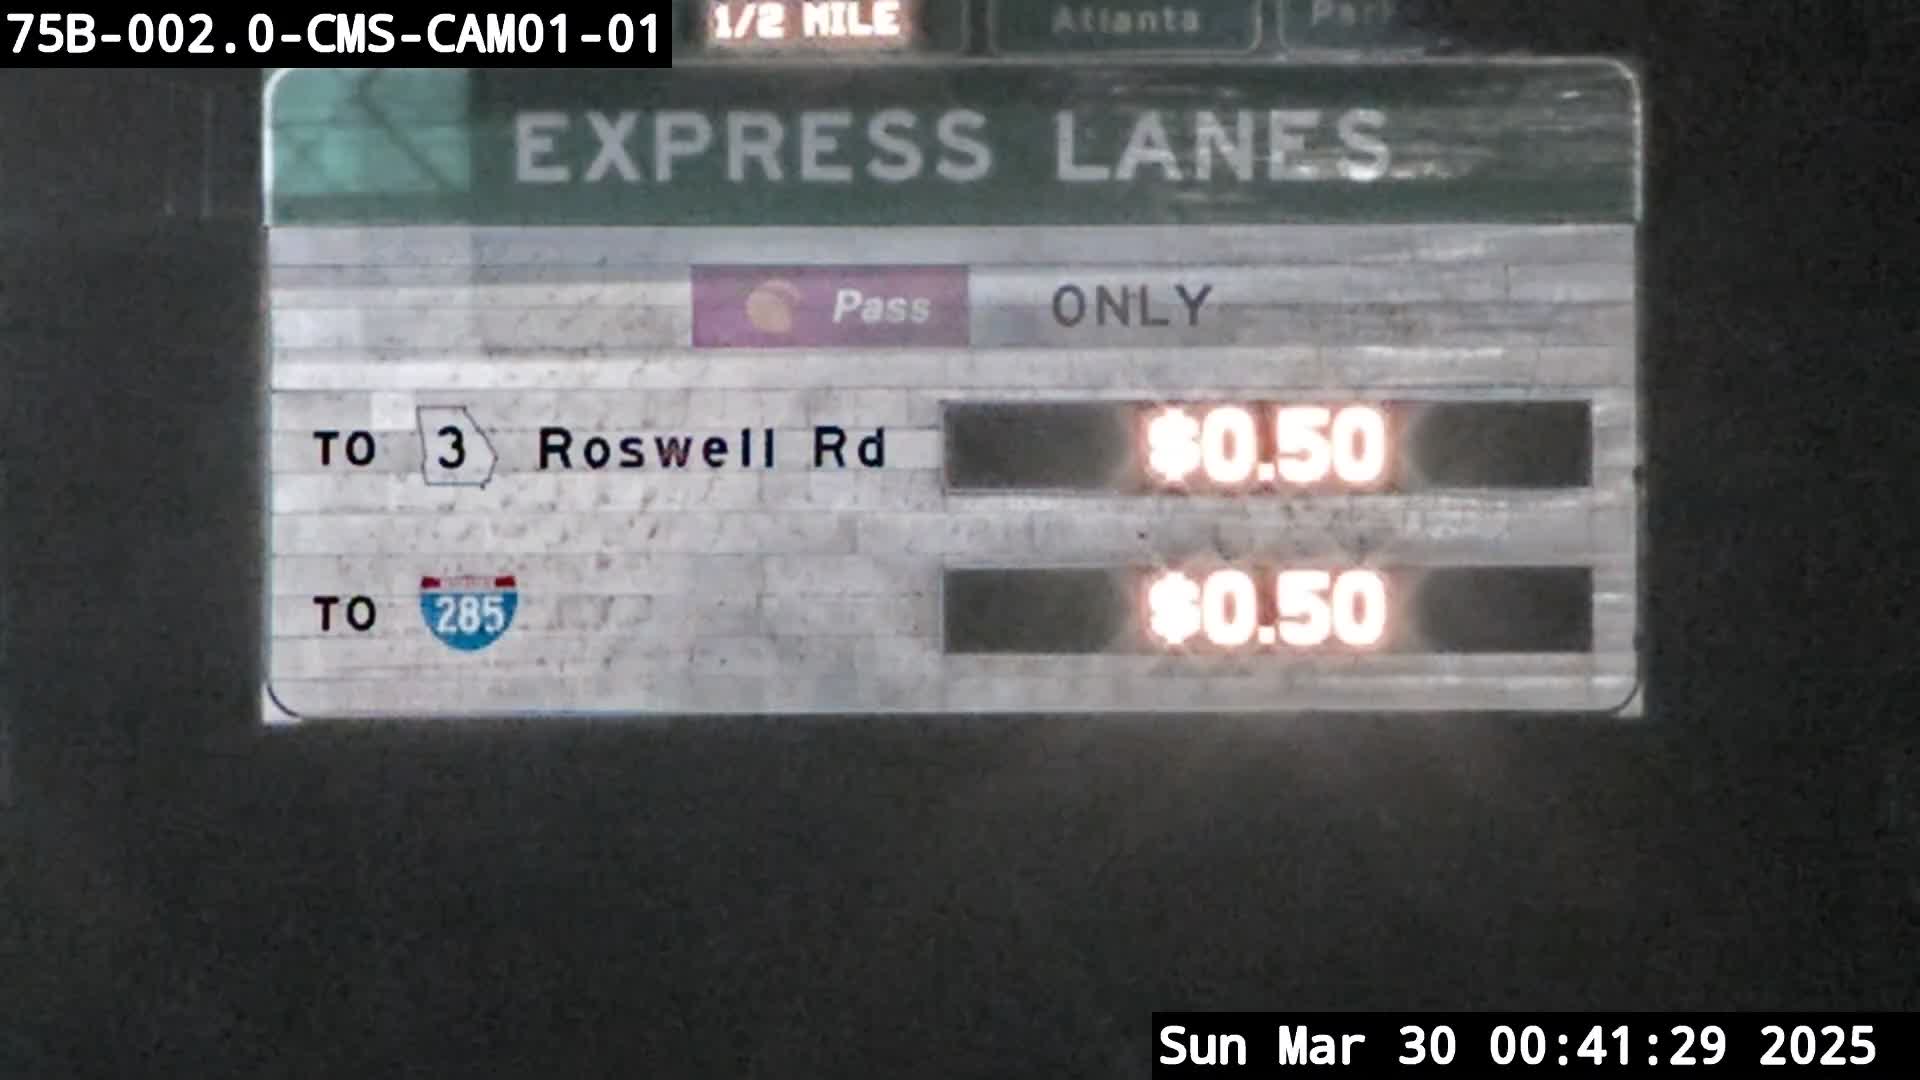 75B-002.0-CMS-CAM01-01
1/2 MILE
Atlanta
EXPRESS LANES
Pass ONLY
TO 3 Roswell Rd $0.50
TO 285 $0.50
Sun Mar 30 00:41:29 2025